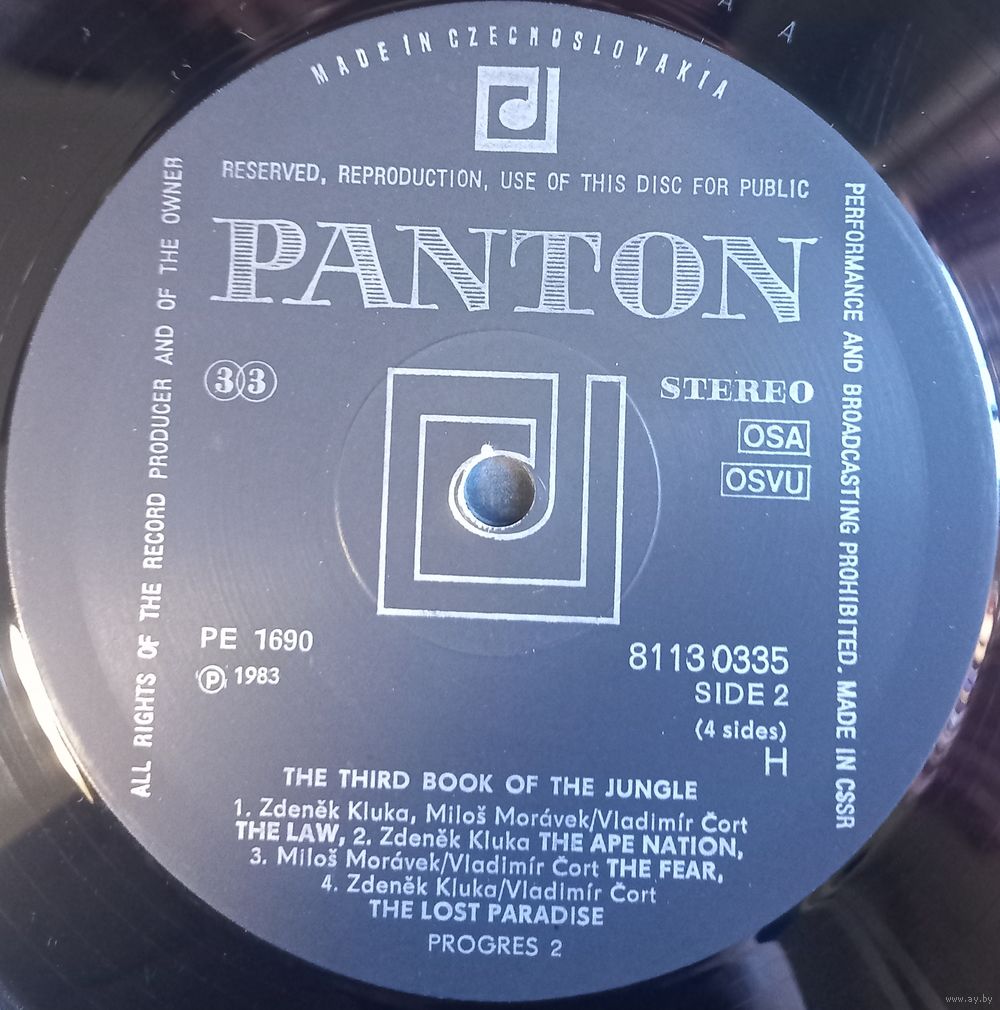 MADE IN CZECHOSLOVAKIA
RESERVED, REPRODUCTION, USE OF THIS DISC FOR PUBLIC
PERFORMANCE AND BROADCASTING PROHIBITED. MADE IN CSSR
ALL RIGHTS OF THE RECORD PRODUCER AND OF THE OWNER
PANTON
33
STEREO
OSA
OSVU
PE 1690
Ⓟ 1983
8113 0335
SIDE 2
(4 sides)
H
THE THIRD BOOK OF THE JUNGLE
1. Zdeněk Kluka, Miloš Morávek/Vladimír Čort
THE LAW, 2. Zdeněk Kluka THE APE NATION,
3. Miloš Morávek/Vladimír Čort THE FEAR,
4. Zdeněk Kluka/Vladimír Čort
THE LOST PARADISE
PROGRES 2
A A
www.ay.by